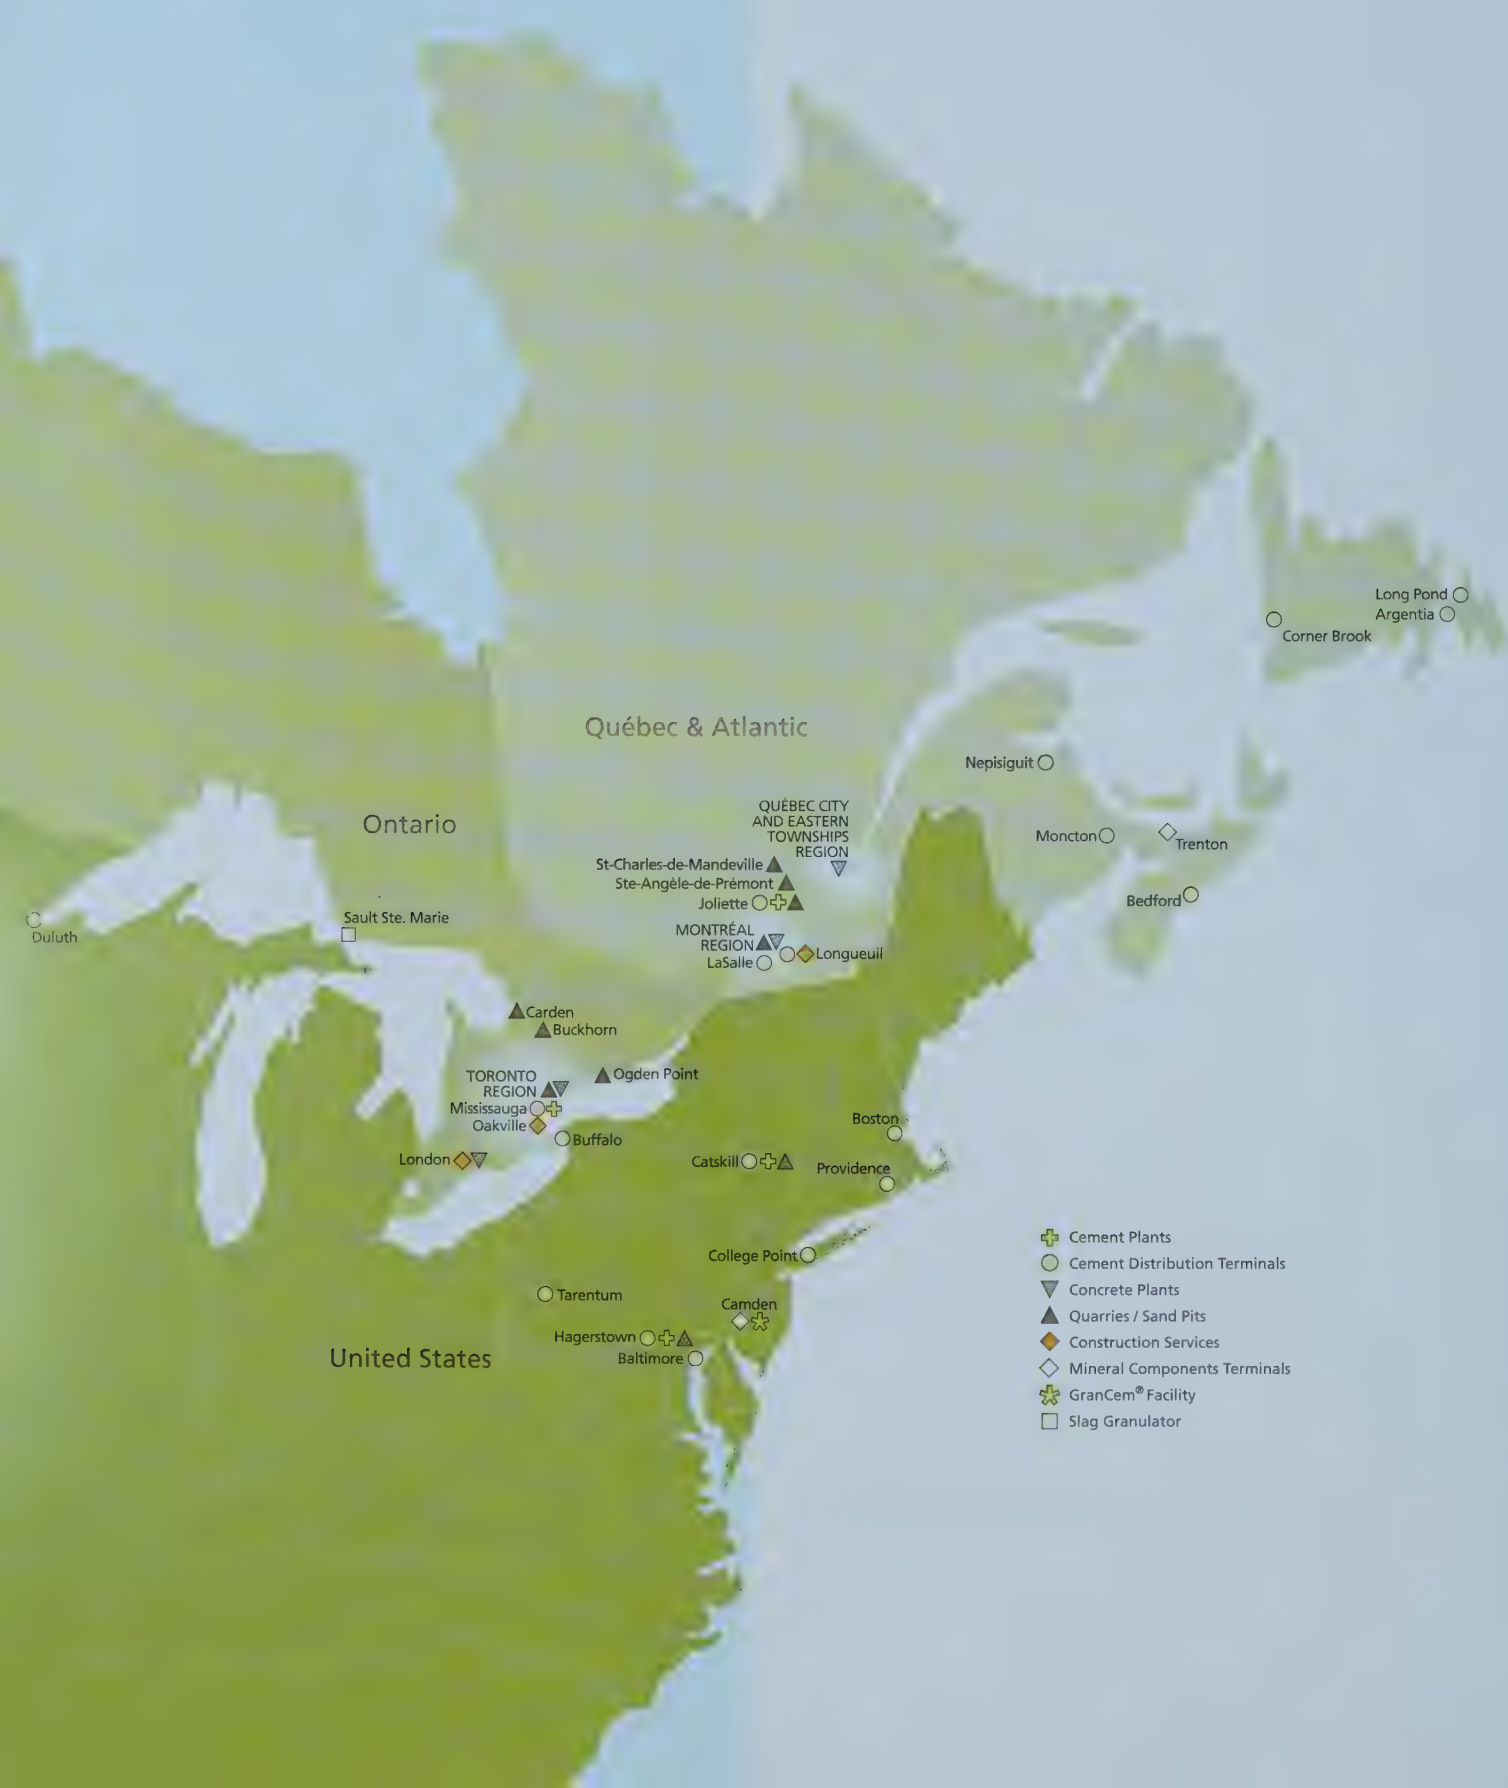 Long Pond
Argentia
Corner Brook
Québec & Atlantic
Nepisiguit
QUÉBEC CITY
AND EASTERN
TOWNSHIPS
REGION
Ontario
Moncton
Trenton
St-Charles-de-Mandeville
Ste-Angèle-de-Prémont
Joliette
Bedford
Sault Ste. Marie
Duluth
MONTRÉAL
REGION
Longueuil
LaSalle
Carden
Buckhorn
Ogden Point
TORONTO
REGION
Mississauga
Oakville
Buffalo
London
Boston
Catskill
Providence
College Point
Tarentum
Camden
Hagerstown
Baltimore
United States
Cement Plants
Cement Distribution Terminals
Concrete Plants
Quarries / Sand Pits
Construction Services
Mineral Components Terminals
GranCem® Facility
Slag Granulator